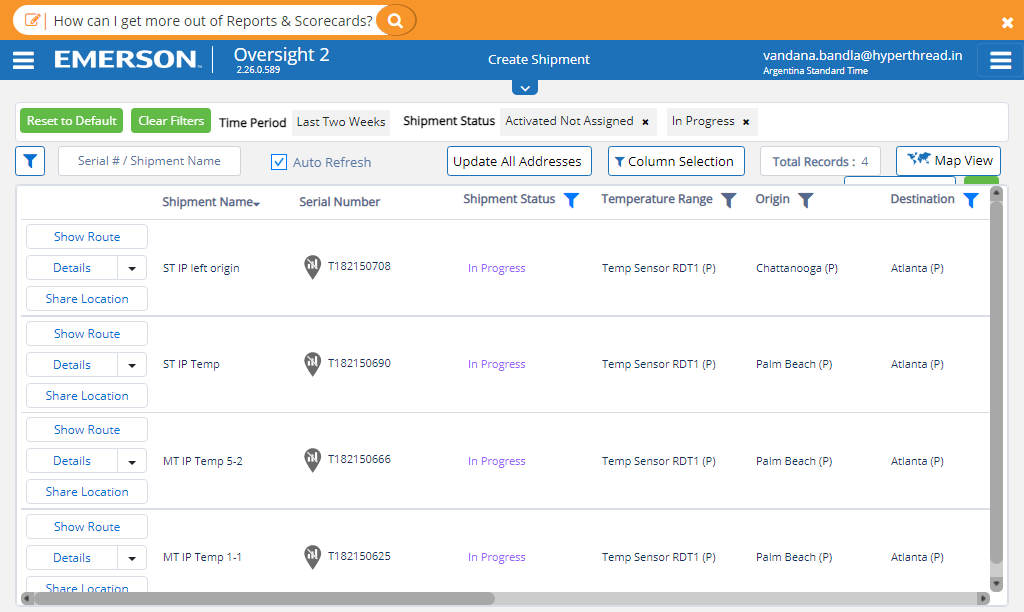 How can I get more out of Reports & Scorecards?
EMERSON™
Oversight 2
2.26.0.589
Create Shipment
vandana.bandla@hyperthread.in
Argentina Standard Time
Reset to Default
Clear Filters
Time Period
Last Two Weeks
Shipment Status
Activated Not Assigned ×
In Progress ×
Serial # / Shipment Name
Auto Refresh
Update All Addresses
Column Selection
Total Records : 4
Map View
Shipment Name
Serial Number
Shipment Status
Temperature Range
Origin
Destination
Show Route
Details
Share Location
ST IP left origin
T182150708
In Progress
Temp Sensor RDT1 (P)
Chattanooga (P)
Atlanta (P)
Show Route
Details
Share Location
ST IP Temp
T182150690
In Progress
Temp Sensor RDT1 (P)
Palm Beach (P)
Atlanta (P)
Show Route
Details
Share Location
MT IP Temp 5-2
T182150666
In Progress
Temp Sensor RDT1 (P)
Palm Beach (P)
Atlanta (P)
Show Route
Details
Share Location
MT IP Temp 1-1
T182150625
In Progress
Temp Sensor RDT1 (P)
Palm Beach (P)
Atlanta (P)